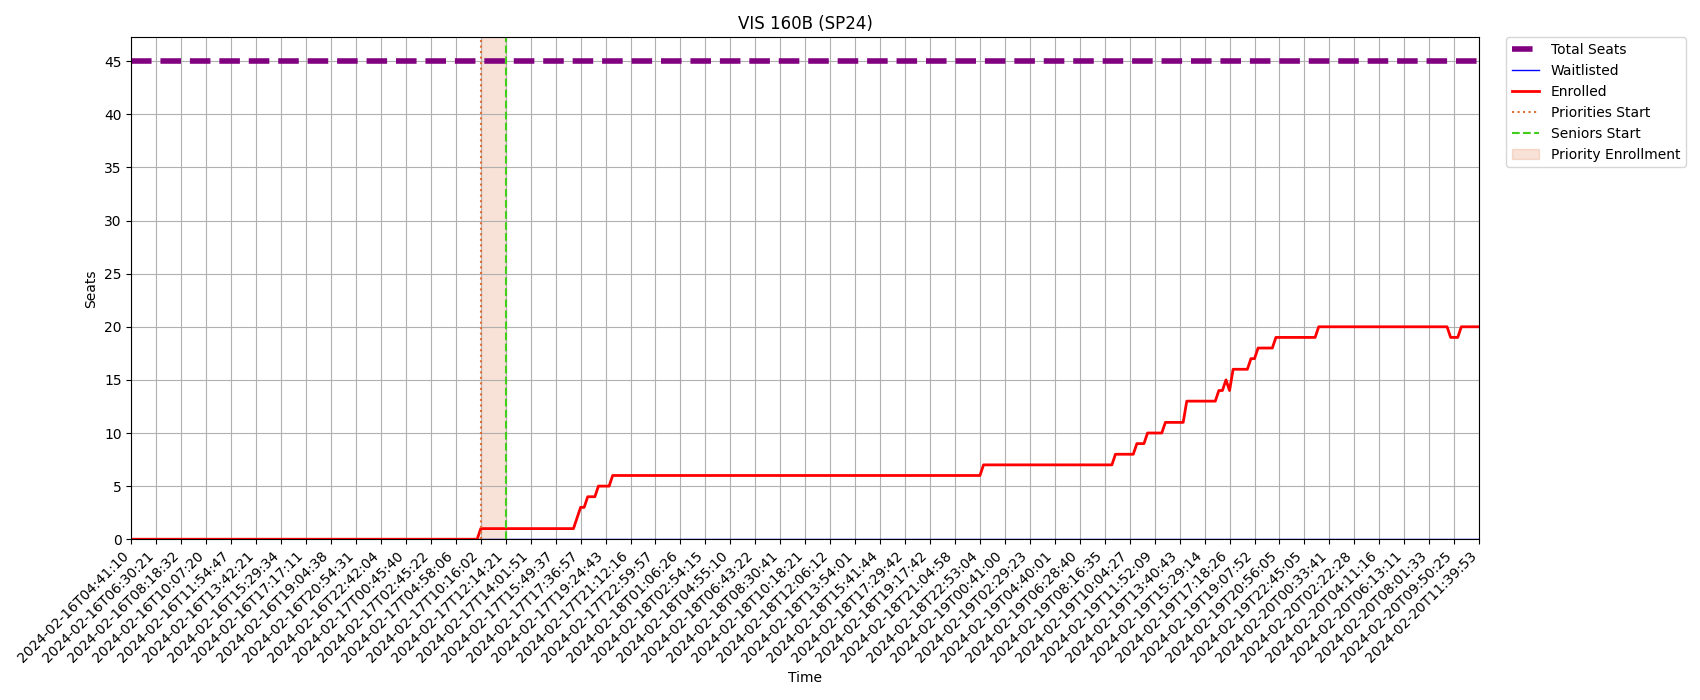 VIS 160B (SP24)
Total Seats
Waitlisted
Enrolled
Priorities Start
Seniors Start
Priority Enrollment
Seats
45
40
35
30
25
20
15
10
5
0
2024-02-16T04:41:10
2024-02-16T06:30:21
2024-02-16T08:18:32
2024-02-16T10:07:20
2024-02-16T11:54:47
2024-02-16T13:42:21
2024-02-16T15:29:34
2024-02-16T17:17:11
2024-02-16T19:04:38
2024-02-16T20:54:31
2024-02-16T22:42:04
2024-02-17T00:45:40
2024-02-17T02:45:22
2024-02-17T04:58:06
2024-02-17T10:16:02
2024-02-17T12:14:21
2024-02-17T14:01:51
2024-02-17T15:49:37
2024-02-17T17:36:57
2024-02-17T19:24:43
2024-02-17T21:12:16
2024-02-17T22:59:57
2024-02-18T01:06:26
2024-02-18T02:54:15
2024-02-18T04:55:10
2024-02-18T06:43:22
2024-02-18T08:30:41
2024-02-18T10:18:21
2024-02-18T12:06:12
2024-02-18T13:54:01
2024-02-18T15:41:44
2024-02-18T17:29:42
2024-02-18T19:17:42
2024-02-18T21:04:58
2024-02-18T22:53:04
2024-02-19T00:41:00
2024-02-19T02:29:23
2024-02-19T04:40:01
2024-02-19T06:28:40
2024-02-19T08:16:35
2024-02-19T10:04:27
2024-02-19T11:52:09
2024-02-19T13:40:43
2024-02-19T15:29:14
2024-02-19T17:18:26
2024-02-19T19:07:52
2024-02-19T20:56:05
2024-02-19T22:45:05
2024-02-20T00:33:41
2024-02-20T02:22:28
2024-02-20T04:11:16
2024-02-20T06:13:11
2024-02-20T08:01:33
2024-02-20T09:50:25
2024-02-20T11:39:53
Time